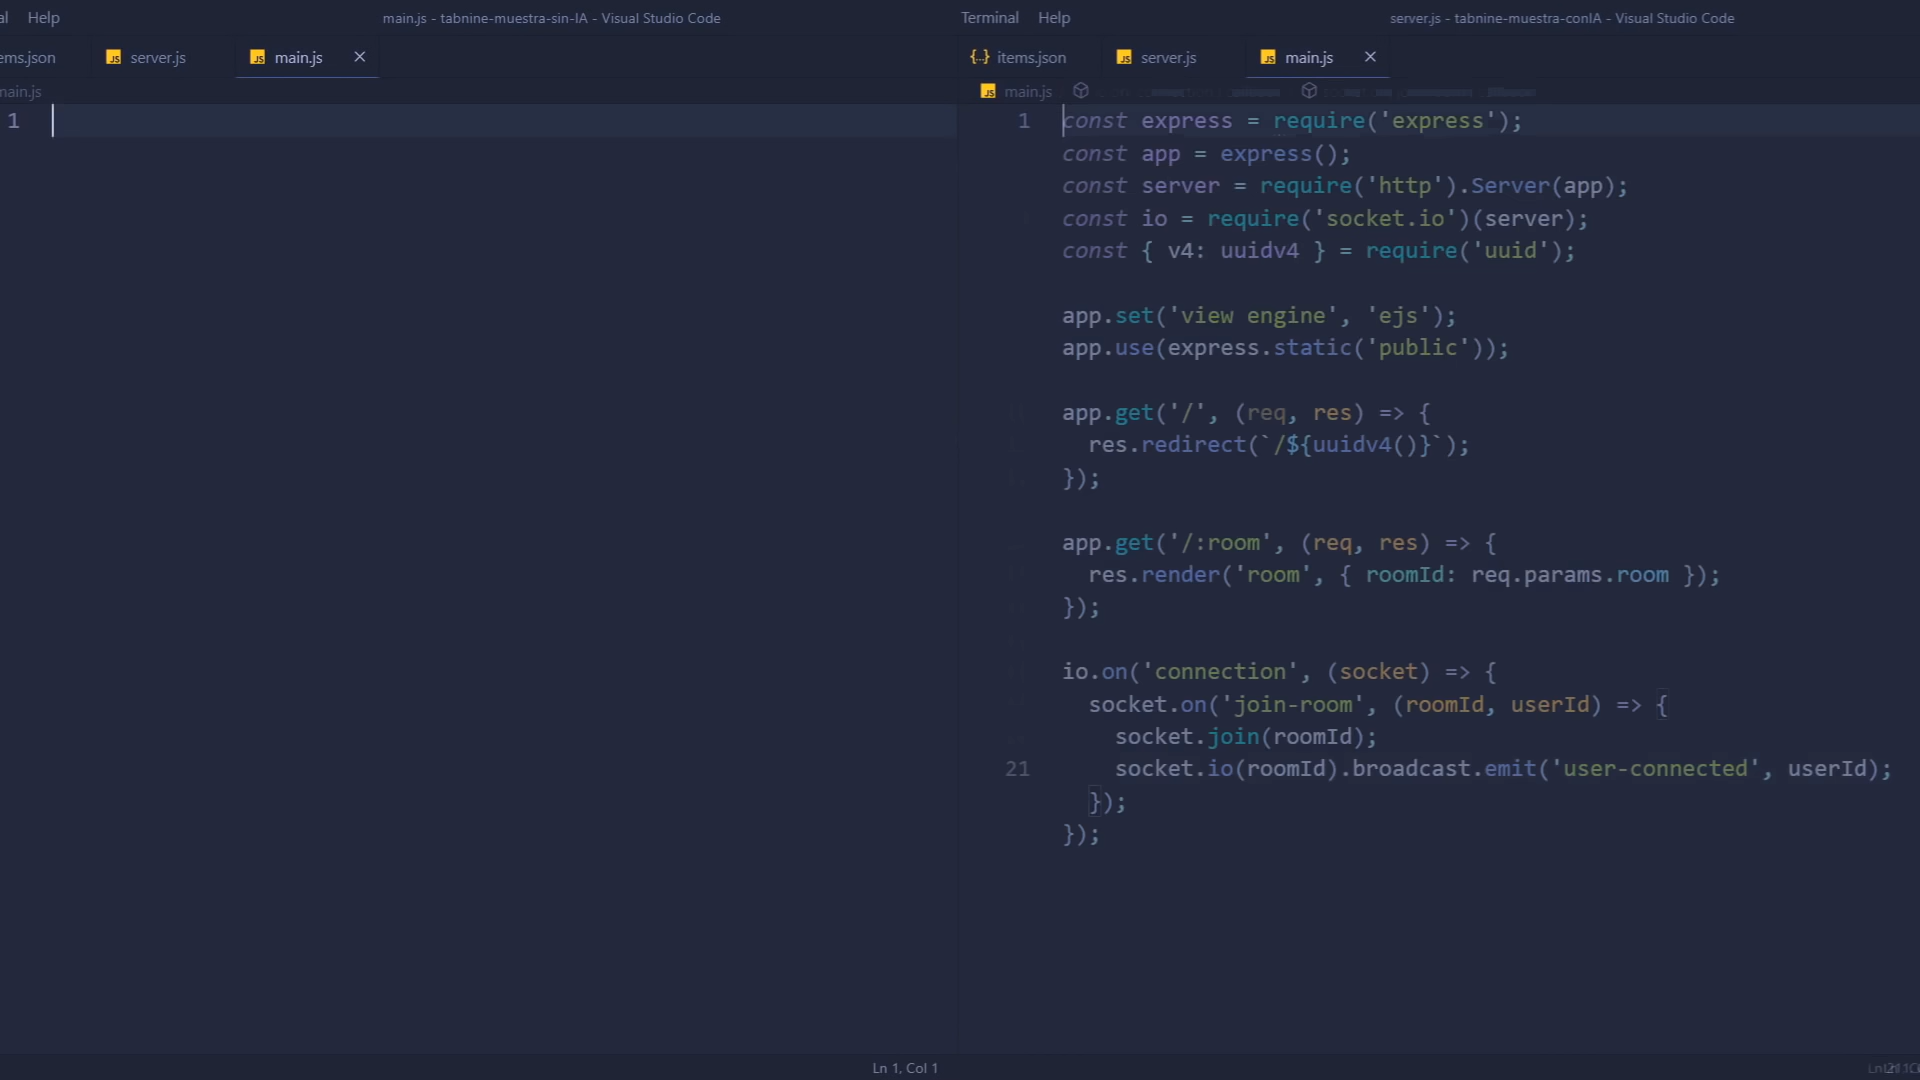 al Help main.js - tabnine-muestra-sin-IA - Visual Studio Code
ems.json server.js main.js
main.js
1
Ln 1, Col 1
Terminal Help server.js - tabnine-muestra-conIA - Visual Studio Code
items.json server.js main.js
main.js
1 const express = require('express');
const app = express();
const server = require('http').Server(app);
const io = require('socket.io')(server);
const { v4: uuidv4 } = require('uuid');
app.set('view engine', 'ejs');
app.use(express.static('public'));
app.get('/', (req, res) => {
res.redirect(`/${uuidv4()}`);
});
app.get('/:room', (req, res) => {
res.render('room', { roomId: req.params.room });
});
io.on('connection', (socket) => {
socket.on('join-room', (roomId, userId) => {
socket.join(roomId);
21 socket.io(roomId).broadcast.emit('user-connected', userId);
});
});